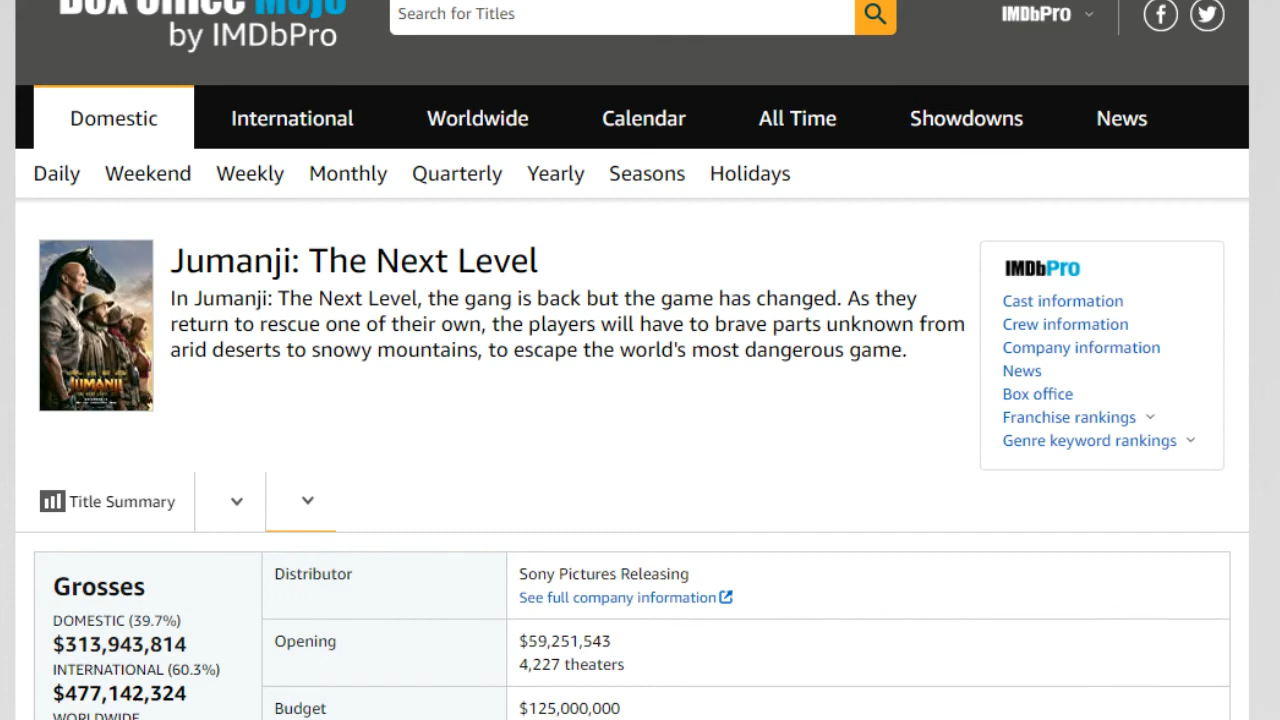 Box Office Mojo
by IMDbPro
Search for Titles
IMDbPro
Domestic
International
Worldwide
Calendar
All Time
Showdowns
News
Daily
Weekend
Weekly
Monthly
Quarterly
Yearly
Seasons
Holidays
Jumanji: The Next Level
In Jumanji: The Next Level, the gang is back but the game has changed. As they
return to rescue one of their own, the players will have to brave parts unknown from
arid deserts to snowy mountains, to escape the world's most dangerous game.
JUMANJI
THE NEXT LEVEL
IMDbPro
Cast information
Crew information
Company information
News
Box office
Franchise rankings
Genre keyword rankings
Title Summary
Grosses
DOMESTIC (39.7%)
$313,943,814
INTERNATIONAL (60.3%)
$477,142,324
WORLDWIDE
Distributor
Sony Pictures Releasing
See full company information
Opening
$59,251,543
4,227 theaters
Budget
$125,000,000